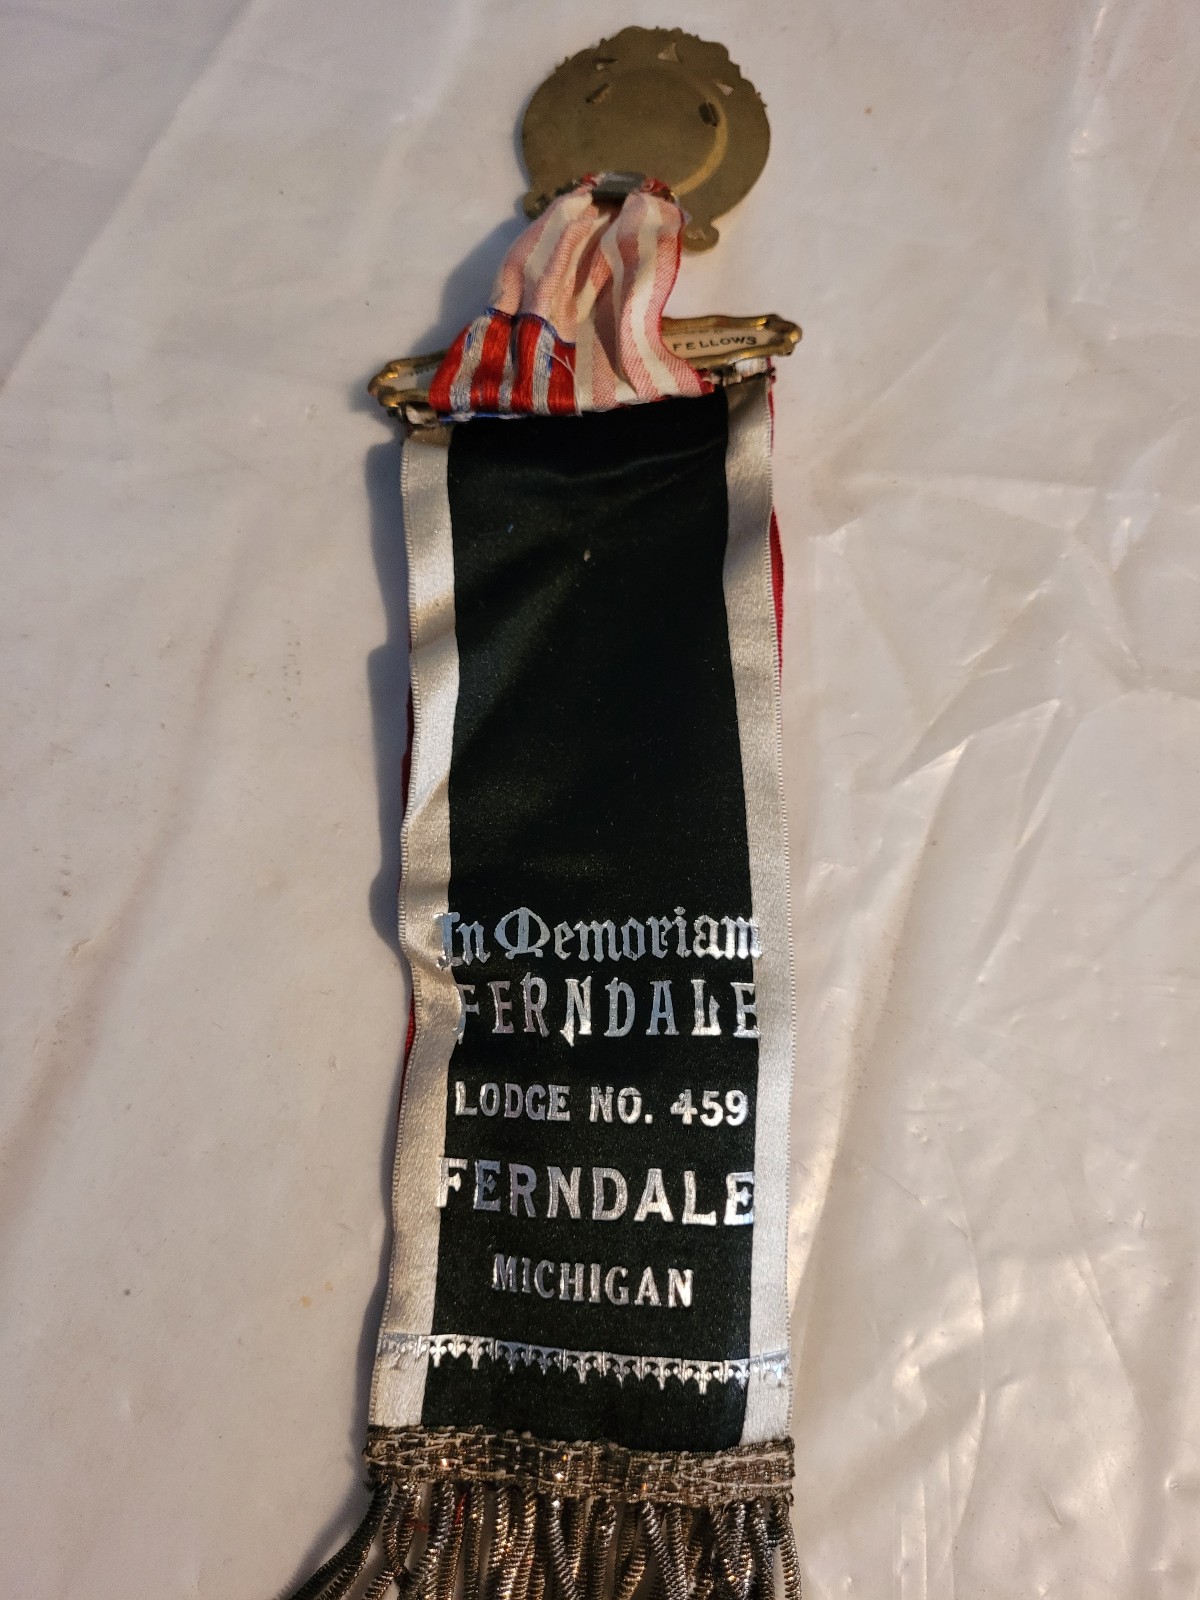 FELLOWS
In Memoriam
FERNDALE
LODGE NO. 459
FERNDALE
MICHIGAN